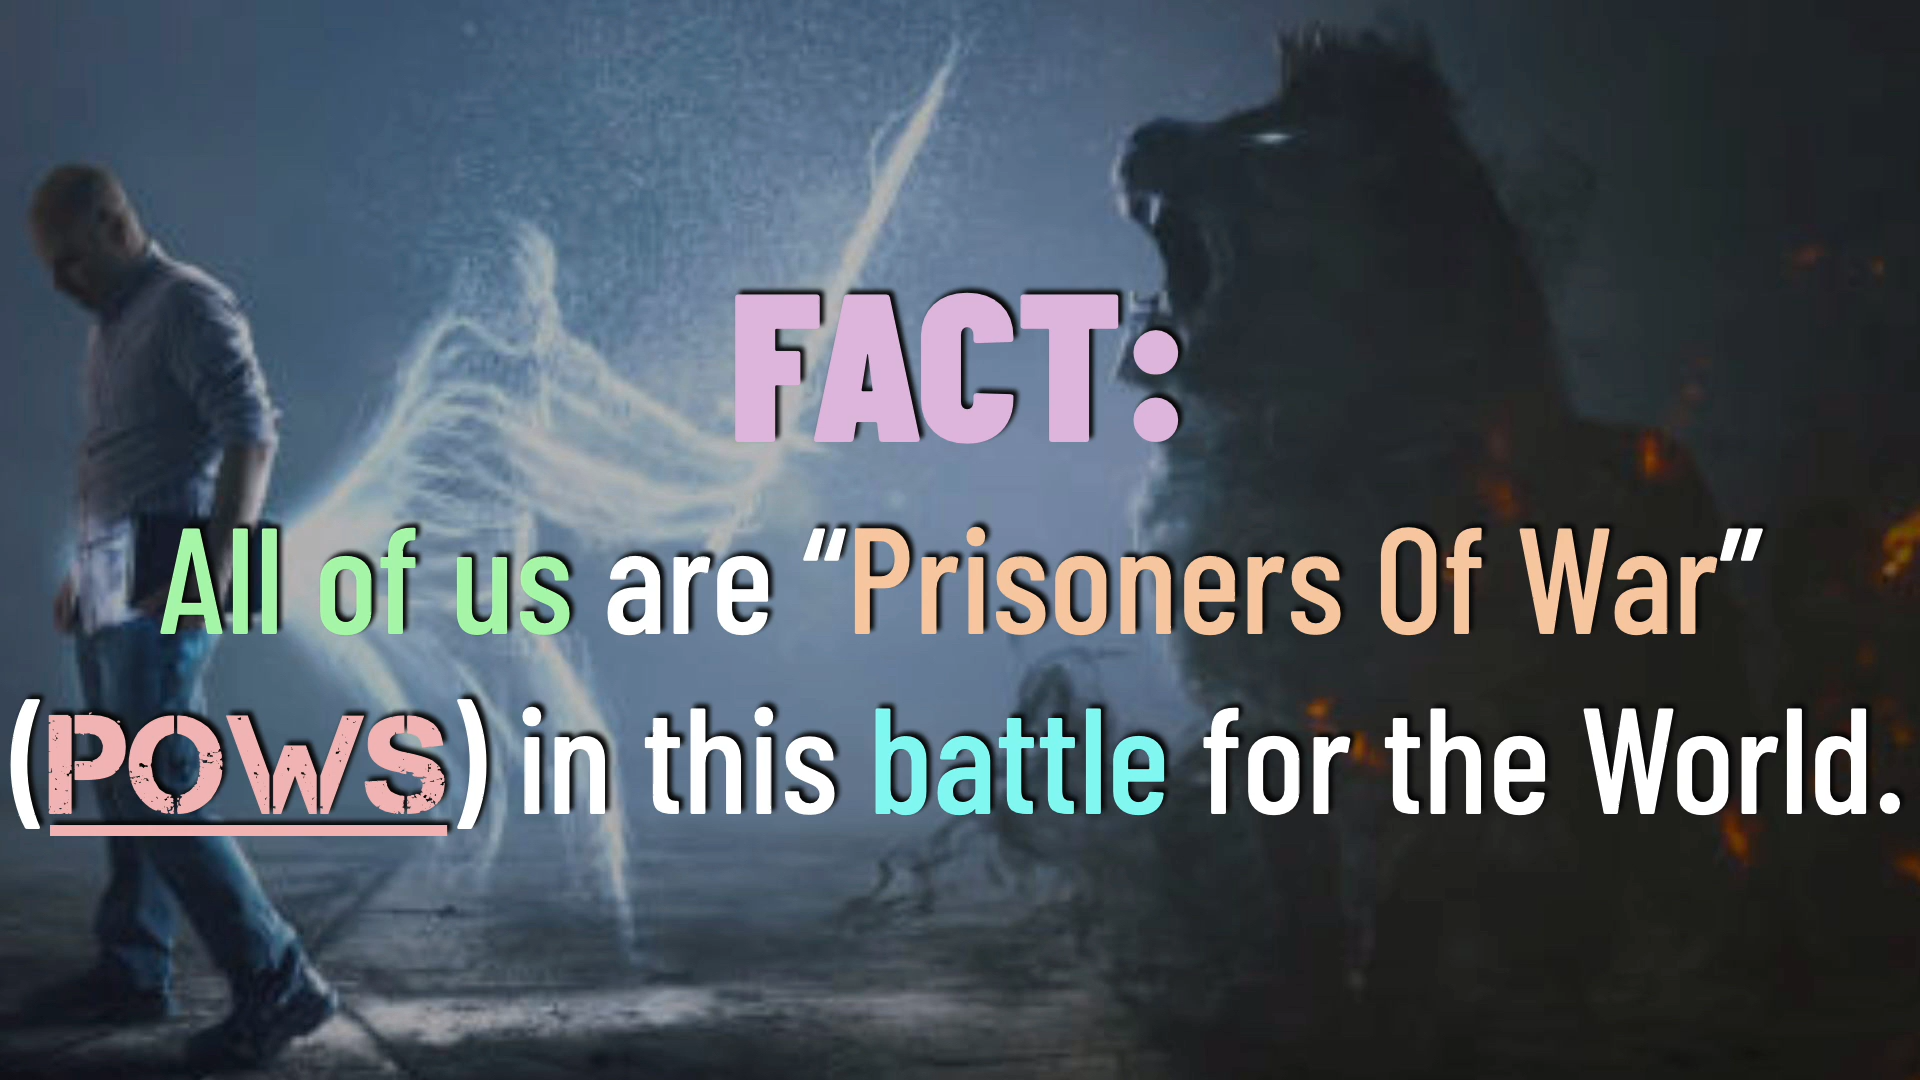 FACT:
All of us are “Prisoners Of War”
(POWS) in this battle for the World.